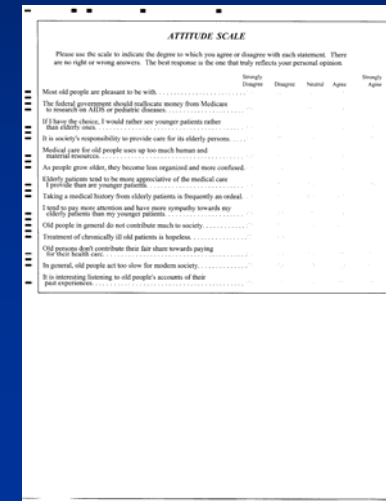 ATTITUDE SCALE
Please use the scale to indicate the degree to which you agree or disagree with each statement. There
are no right or wrong answers. The best response is the one that truly reflects your personal opinion.
Strongly Disagree Disagree Neutral Agree Strongly Agree
Most old people are pleasant to be with.
The federal government should reallocate money from Medicare
to research on AIDS or pediatric diseases.
If I have the choice, I would rather see younger patients rather
than elderly ones.
It is society's responsibility to provide care for its elderly persons.
Medical care for old people uses up too much human and
material resources.
As people grow older, they become less organized and more confused.
Elderly patients tend to be more appreciative of the medical care
I provide than are younger patients.
Taking a medical history from elderly patients is frequently an ordeal.
I tend to pay more attention and have more sympathy towards my
elderly patients than my younger patients.
Old people in general do not contribute much to society.
Treatment of chronically ill old patients is hopeless.
Old persons don't contribute their fair share towards paying
for their health care.
In general, old people act too slow for modern society.
It is interesting listening to old people's accounts of their
past experiences.